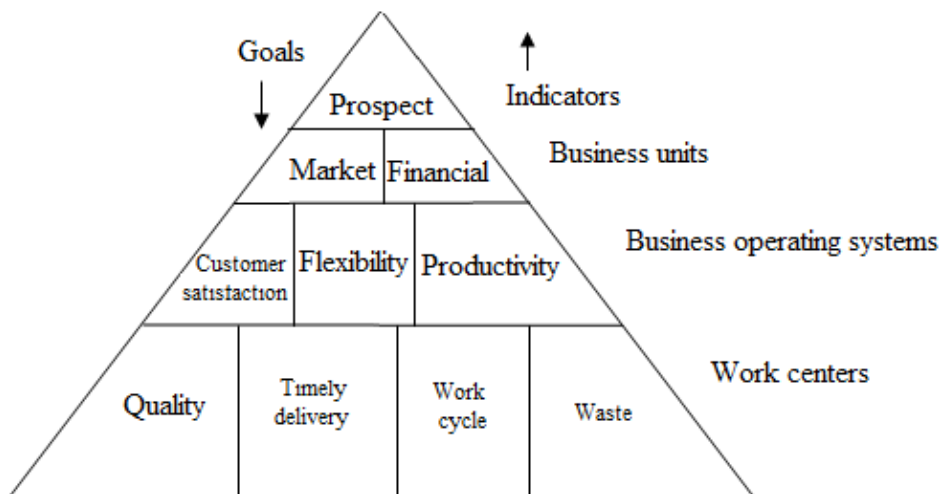 Goals
Indicators
Prospect
Business units
Market
Financial
Business operating systems
Customer
satisfaction
Flexibility
Productivity
Work centers
Quality
Timely
delivery
Work
cycle
Waste